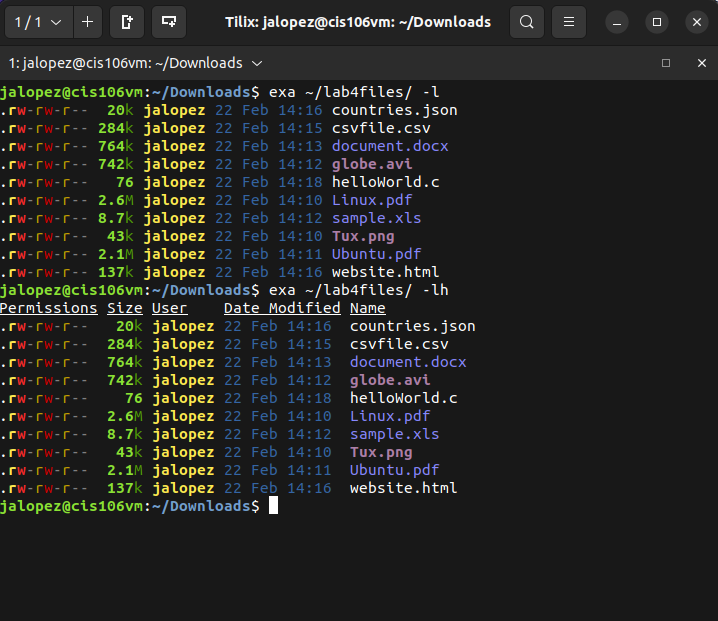 1 / 1 Tilix: jalopez@cis106vm: ~/Downloads
1: jalopez@cis106vm: ~/Downloads
jalopez@cis106vm:~/Downloads$ exa ~/lab4files/ -l
.rw-rw-r-- 20k jalopez 22 Feb 14:16 countries.json
.rw-rw-r-- 284k jalopez 22 Feb 14:15 csvfile.csv
.rw-rw-r-- 764k jalopez 22 Feb 14:13 document.docx
.rw-rw-r-- 742k jalopez 22 Feb 14:12 globe.avi
.rw-rw-r-- 76 jalopez 22 Feb 14:18 helloWorld.c
.rw-rw-r-- 2.6M jalopez 22 Feb 14:10 Linux.pdf
.rw-rw-r-- 8.7k jalopez 22 Feb 14:12 sample.xls
.rw-rw-r-- 43k jalopez 22 Feb 14:10 Tux.png
.rw-rw-r-- 2.1M jalopez 22 Feb 14:11 Ubuntu.pdf
.rw-rw-r-- 137k jalopez 22 Feb 14:16 website.html
jalopez@cis106vm:~/Downloads$ exa ~/lab4files/ -lh
Permissions Size User Date Modified Name
.rw-rw-r-- 20k jalopez 22 Feb 14:16 countries.json
.rw-rw-r-- 284k jalopez 22 Feb 14:15 csvfile.csv
.rw-rw-r-- 764k jalopez 22 Feb 14:13 document.docx
.rw-rw-r-- 742k jalopez 22 Feb 14:12 globe.avi
.rw-rw-r-- 76 jalopez 22 Feb 14:18 helloWorld.c
.rw-rw-r-- 2.6M jalopez 22 Feb 14:10 Linux.pdf
.rw-rw-r-- 8.7k jalopez 22 Feb 14:12 sample.xls
.rw-rw-r-- 43k jalopez 22 Feb 14:10 Tux.png
.rw-rw-r-- 2.1M jalopez 22 Feb 14:11 Ubuntu.pdf
.rw-rw-r-- 137k jalopez 22 Feb 14:16 website.html
jalopez@cis106vm:~/Downloads$